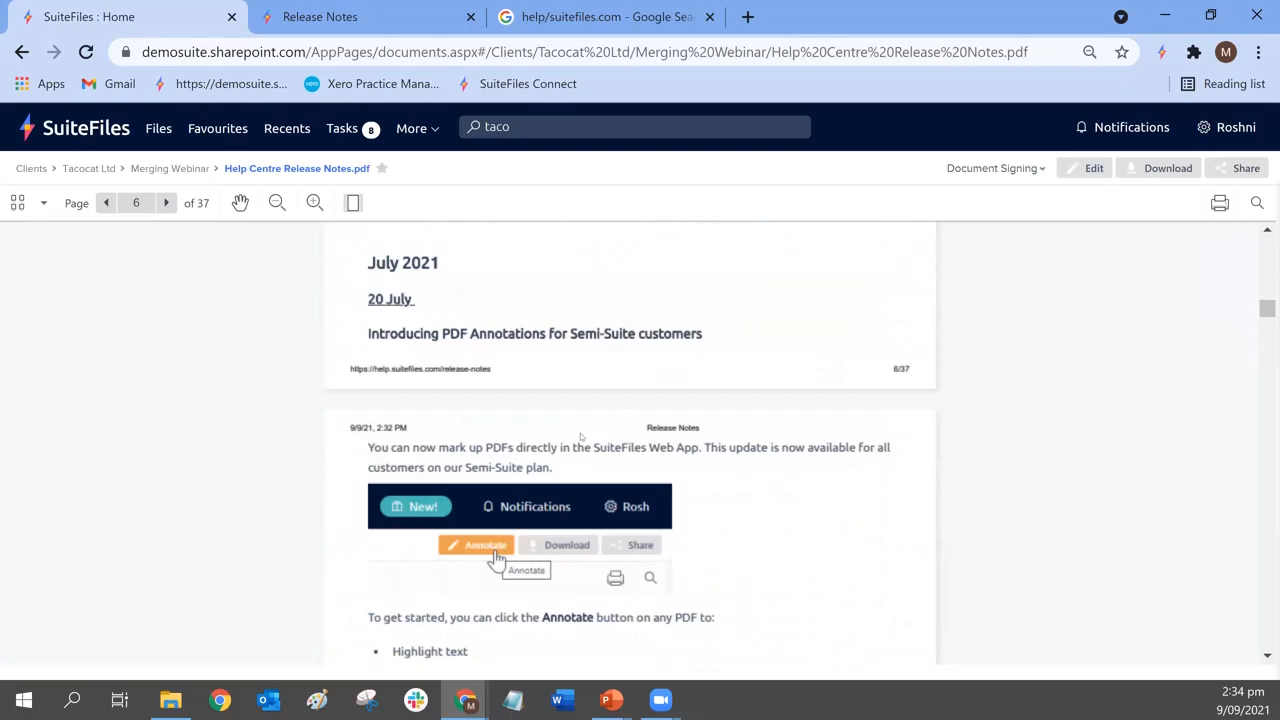 SuiteFiles : Home
Release Notes
help/suitefiles.com - Google Sea
demosuite.sharepoint.com/AppPages/documents.aspx#/Clients/Tacocat%20Ltd/Merging%20Webinar/Help%20Centre%20Release%20Notes.pdf
M
Apps
Gmail
https://demosuite.s...
Xero Practice Mana...
SuiteFiles Connect
Reading list
SuiteFiles
Files
Favourites
Recents
Tasks 8
More
taco
Notifications
Roshni
Clients > Tacocat Ltd > Merging Webinar > Help Centre Release Notes.pdf
Document Signing
Edit
Download
Share
Page 6 of 37
July 2021
20 July
Introducing PDF Annotations for Semi-Suite customers
https://help.suitefiles.com/release-notes
6/37
9/9/21, 2:32 PM
Release Notes
You can now mark up PDFs directly in the SuiteFiles Web App. This update is now available for all
customers on our Semi-Suite plan.
New!
Notifications
Rosh
Annotate
Download
Share
Annotate
To get started, you can click the Annotate button on any PDF to:
• Highlight text
2:34 pm
9/09/2021